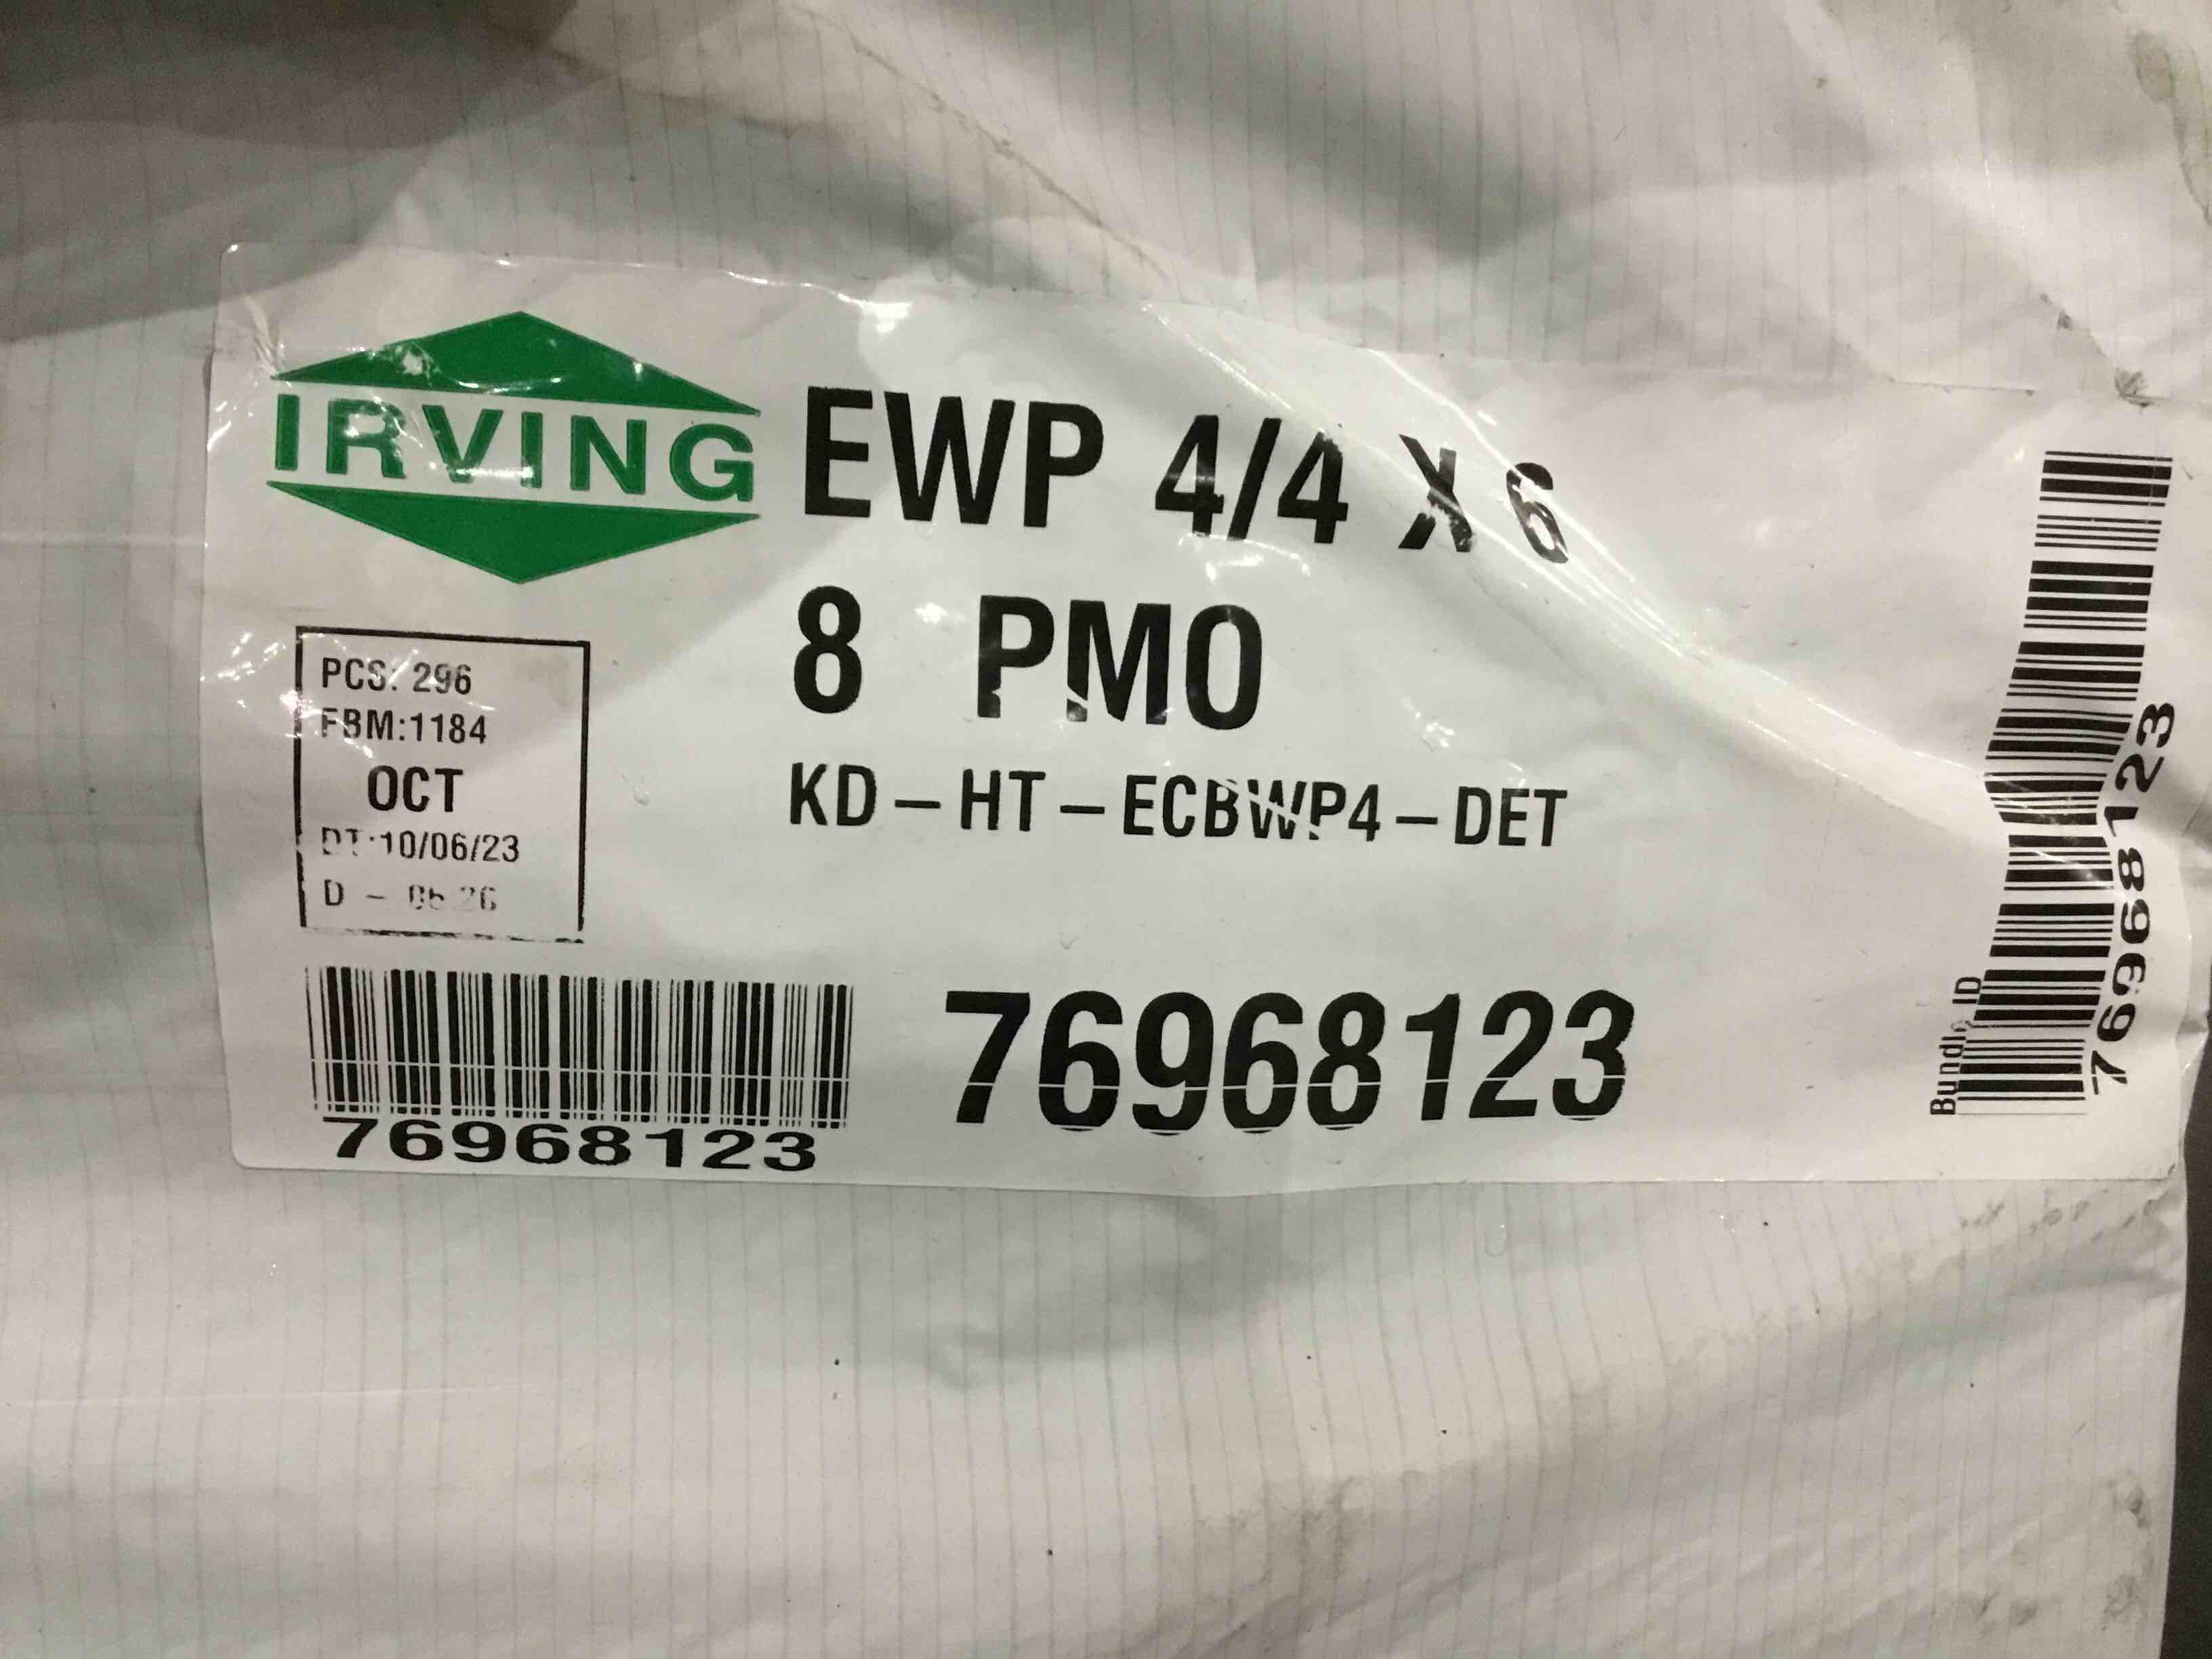 IRVING
EWP 4/4 X 6
8 PMO
KD – HT – ECBWP4 – DET
PCS: 296
FBM:1184
OCT
DT:10/06/23
D –
76968123
76968123
Bundle ID
76968123